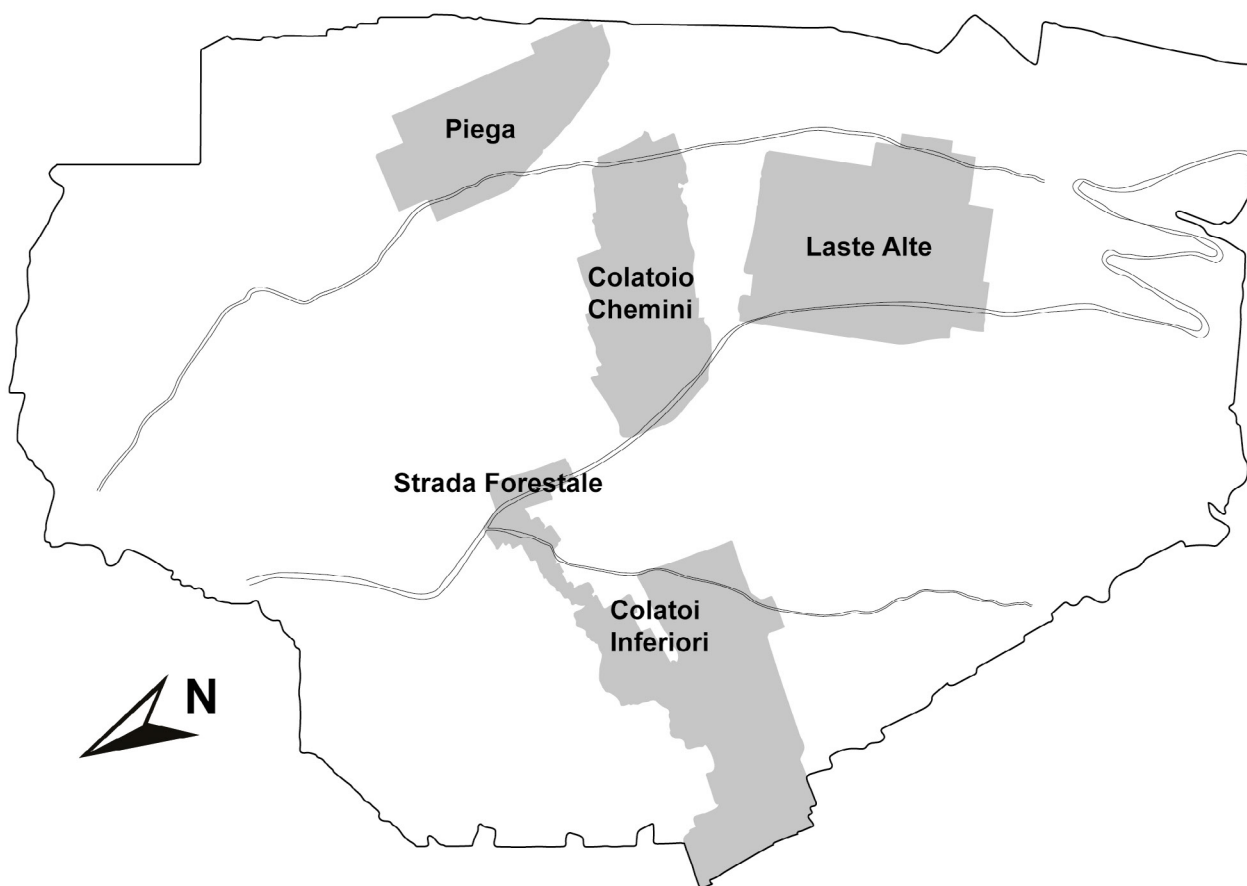 Piega
Laste Alte
Colatoio
Chemini
Strada Forestale
Colatoi
Inferiori
N